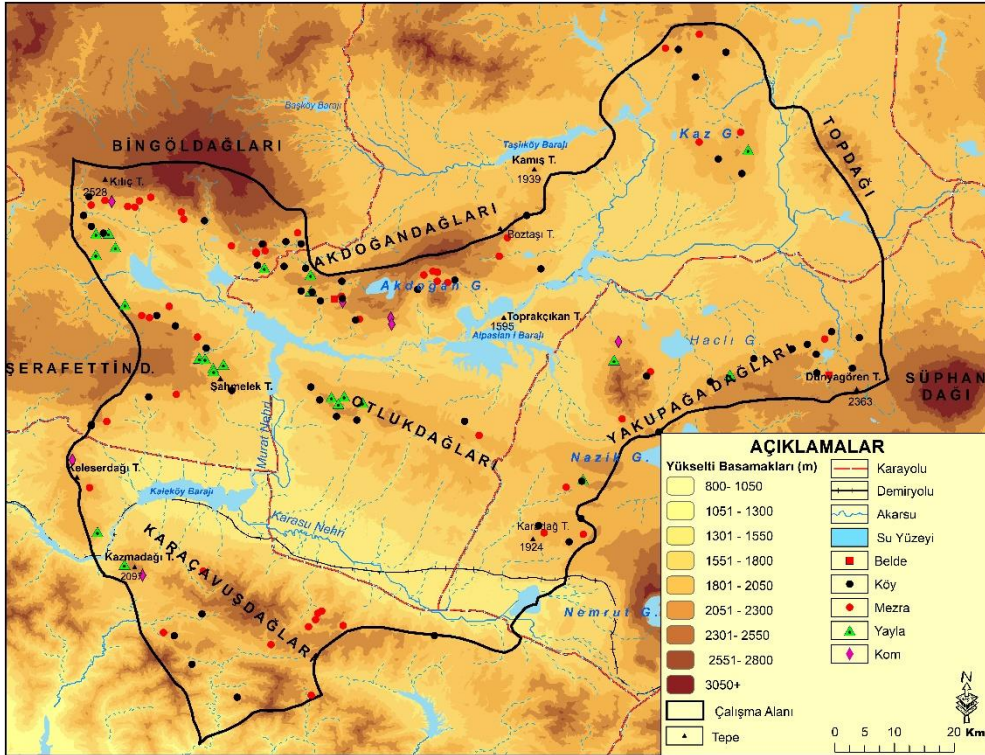 Başköy Barajı
BİNGÖLDAĞLARI
Kılıç T.
2528
Taşlıköy Barajı
Kamış T.
1939
Kaz G.
TOPDAĞI
AKDOĞANDAĞLARI
Boztaşı T.
Akdoğan G.
Toprakçıkan T.
1595
Alpaslan I Barajı
Haclı G
ŞERAFETTİN D.
Şahmelek T.
OTLUKDAĞLARI
YAKUPAĞA DAĞLARI
Dünyagören T.
2363
SÜPHAN
DAĞI
Murat Nehri
Keleserdağı T.
Kaleköy Barajı
Karasu Nehri
Nazik G.
Karadağ T.
1924
KARAÇAVUŞDAĞLARI
Kazmadağı T.
2093
Nemrut G.
AÇIKLAMALAR
Yükselti Basamakları (m)
800- 1050
1051 - 1300
1301 - 1550
1551 - 1800
1801 - 2050
2051 - 2300
2301- 2550
2551- 2800
3050+
Çalışma Alanı
Tepe
Karayolu
Demiryolu
Akarsu
Su Yüzeyi
Belde
Köy
Mezra
Yayla
Kom
N
0 5 10 20 Km